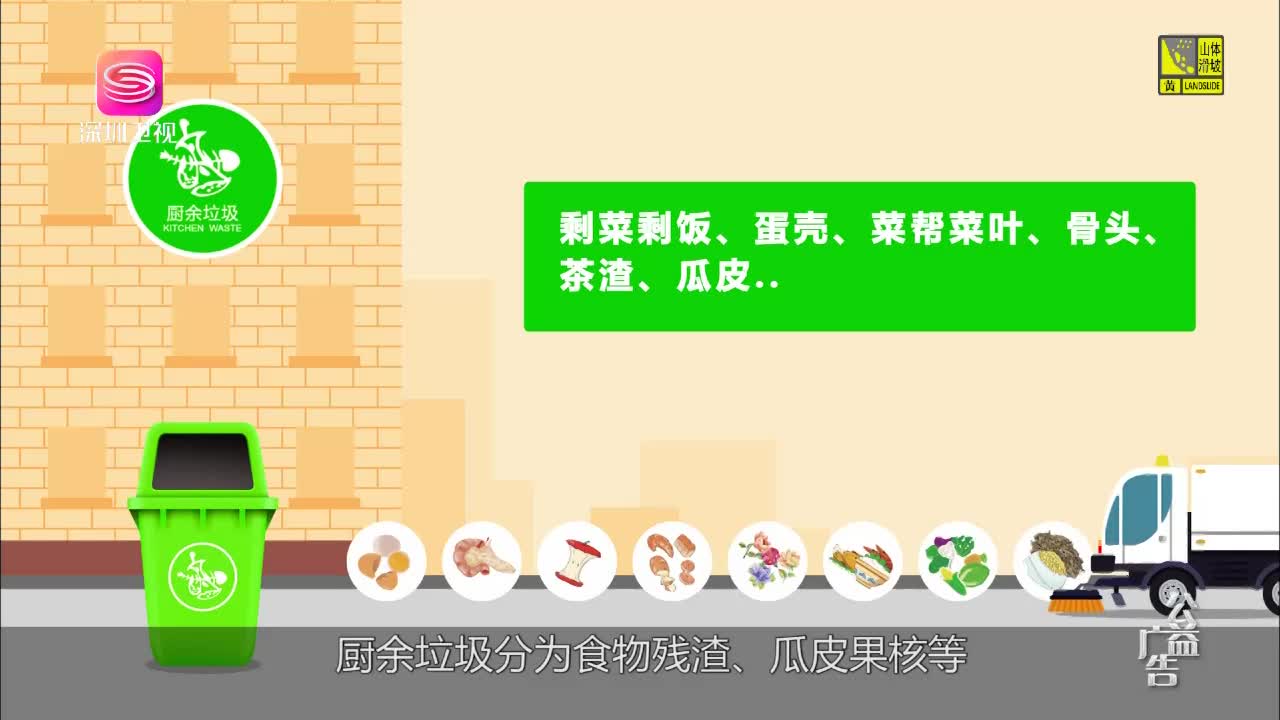 深圳卫视
山体
滑坡
黄 LANDSLIDE
厨余垃圾
KITCHEN WASTE
剩菜剩饭、蛋壳、菜帮菜叶、骨头、
茶渣、瓜皮..
厨余垃圾分为食物残渣、瓜皮果核等
公益
广告